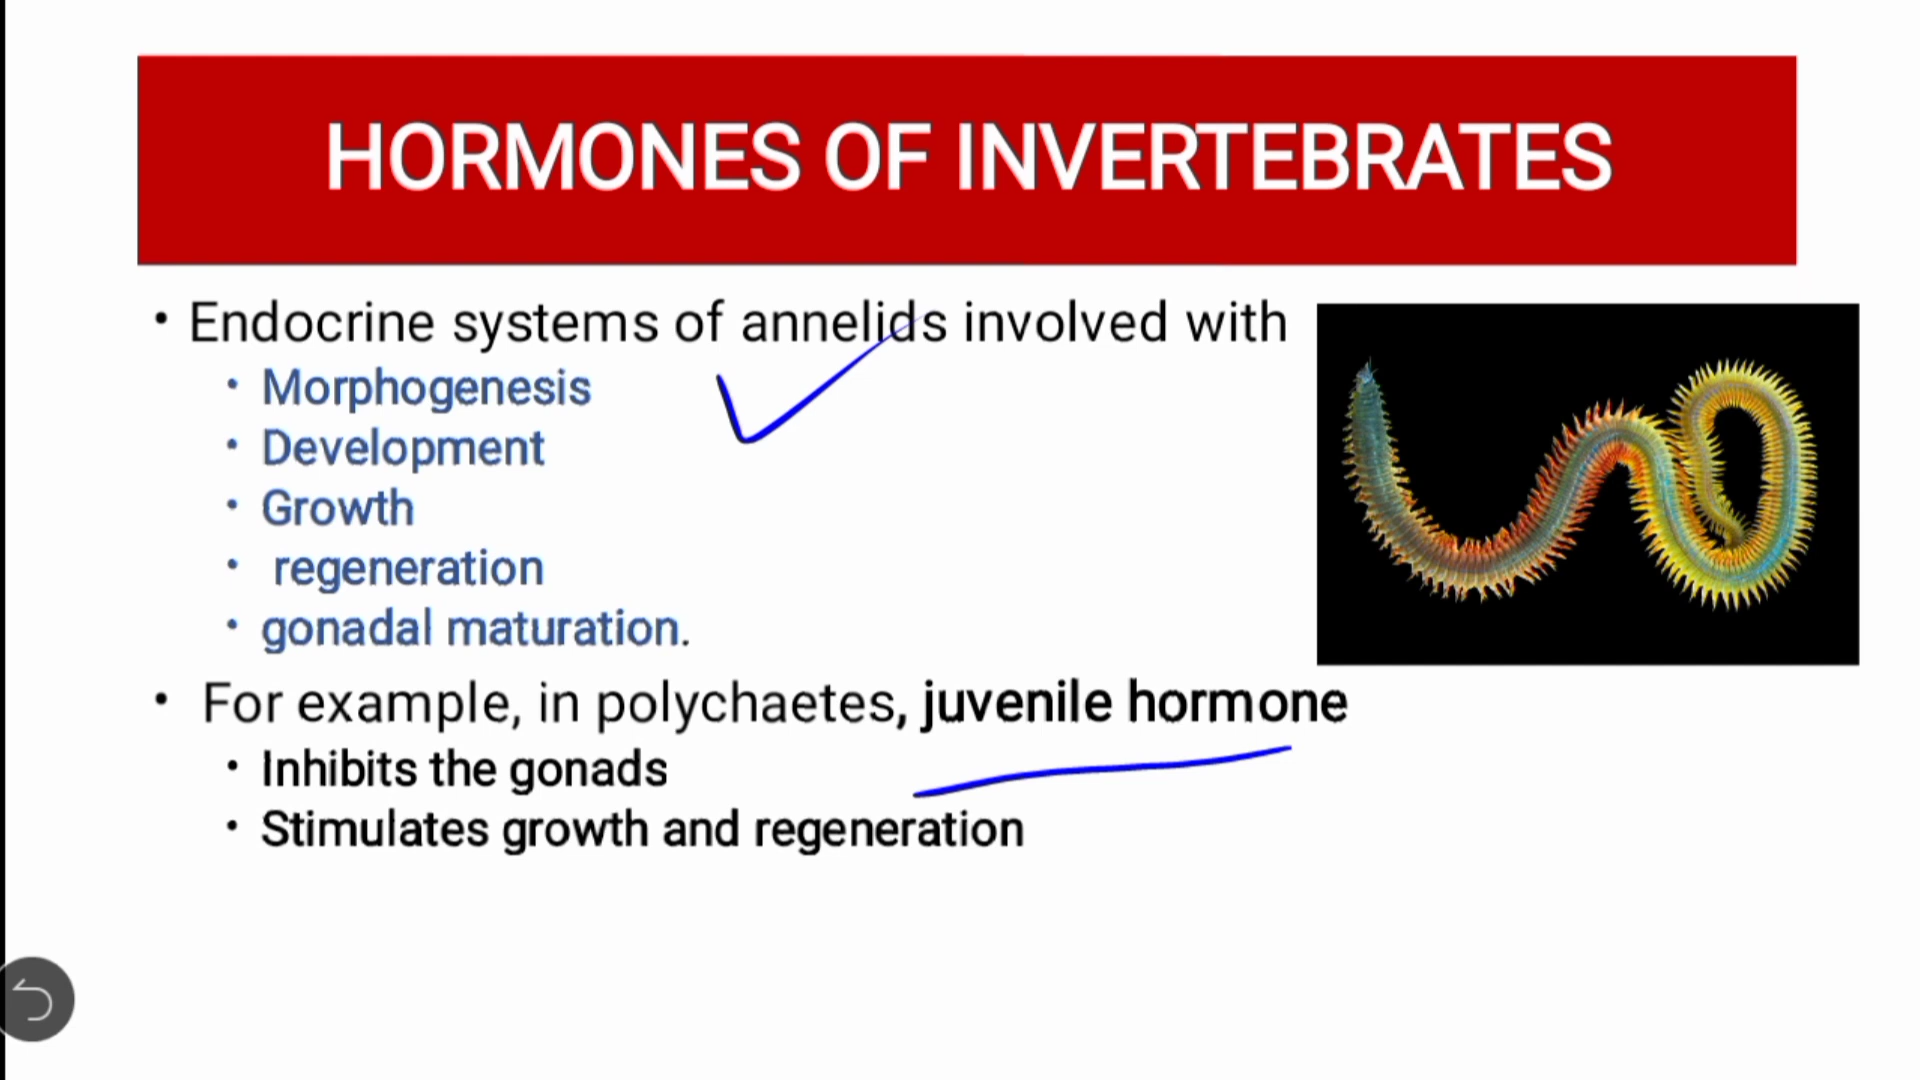 HORMONES OF INVERTEBRATES
• Endocrine systems of annelids involved with
• Morphogenesis
• Development
• Growth
• regeneration
• gonadal maturation.
• For example, in polychaetes, juvenile hormone
• Inhibits the gonads
• Stimulates growth and regeneration